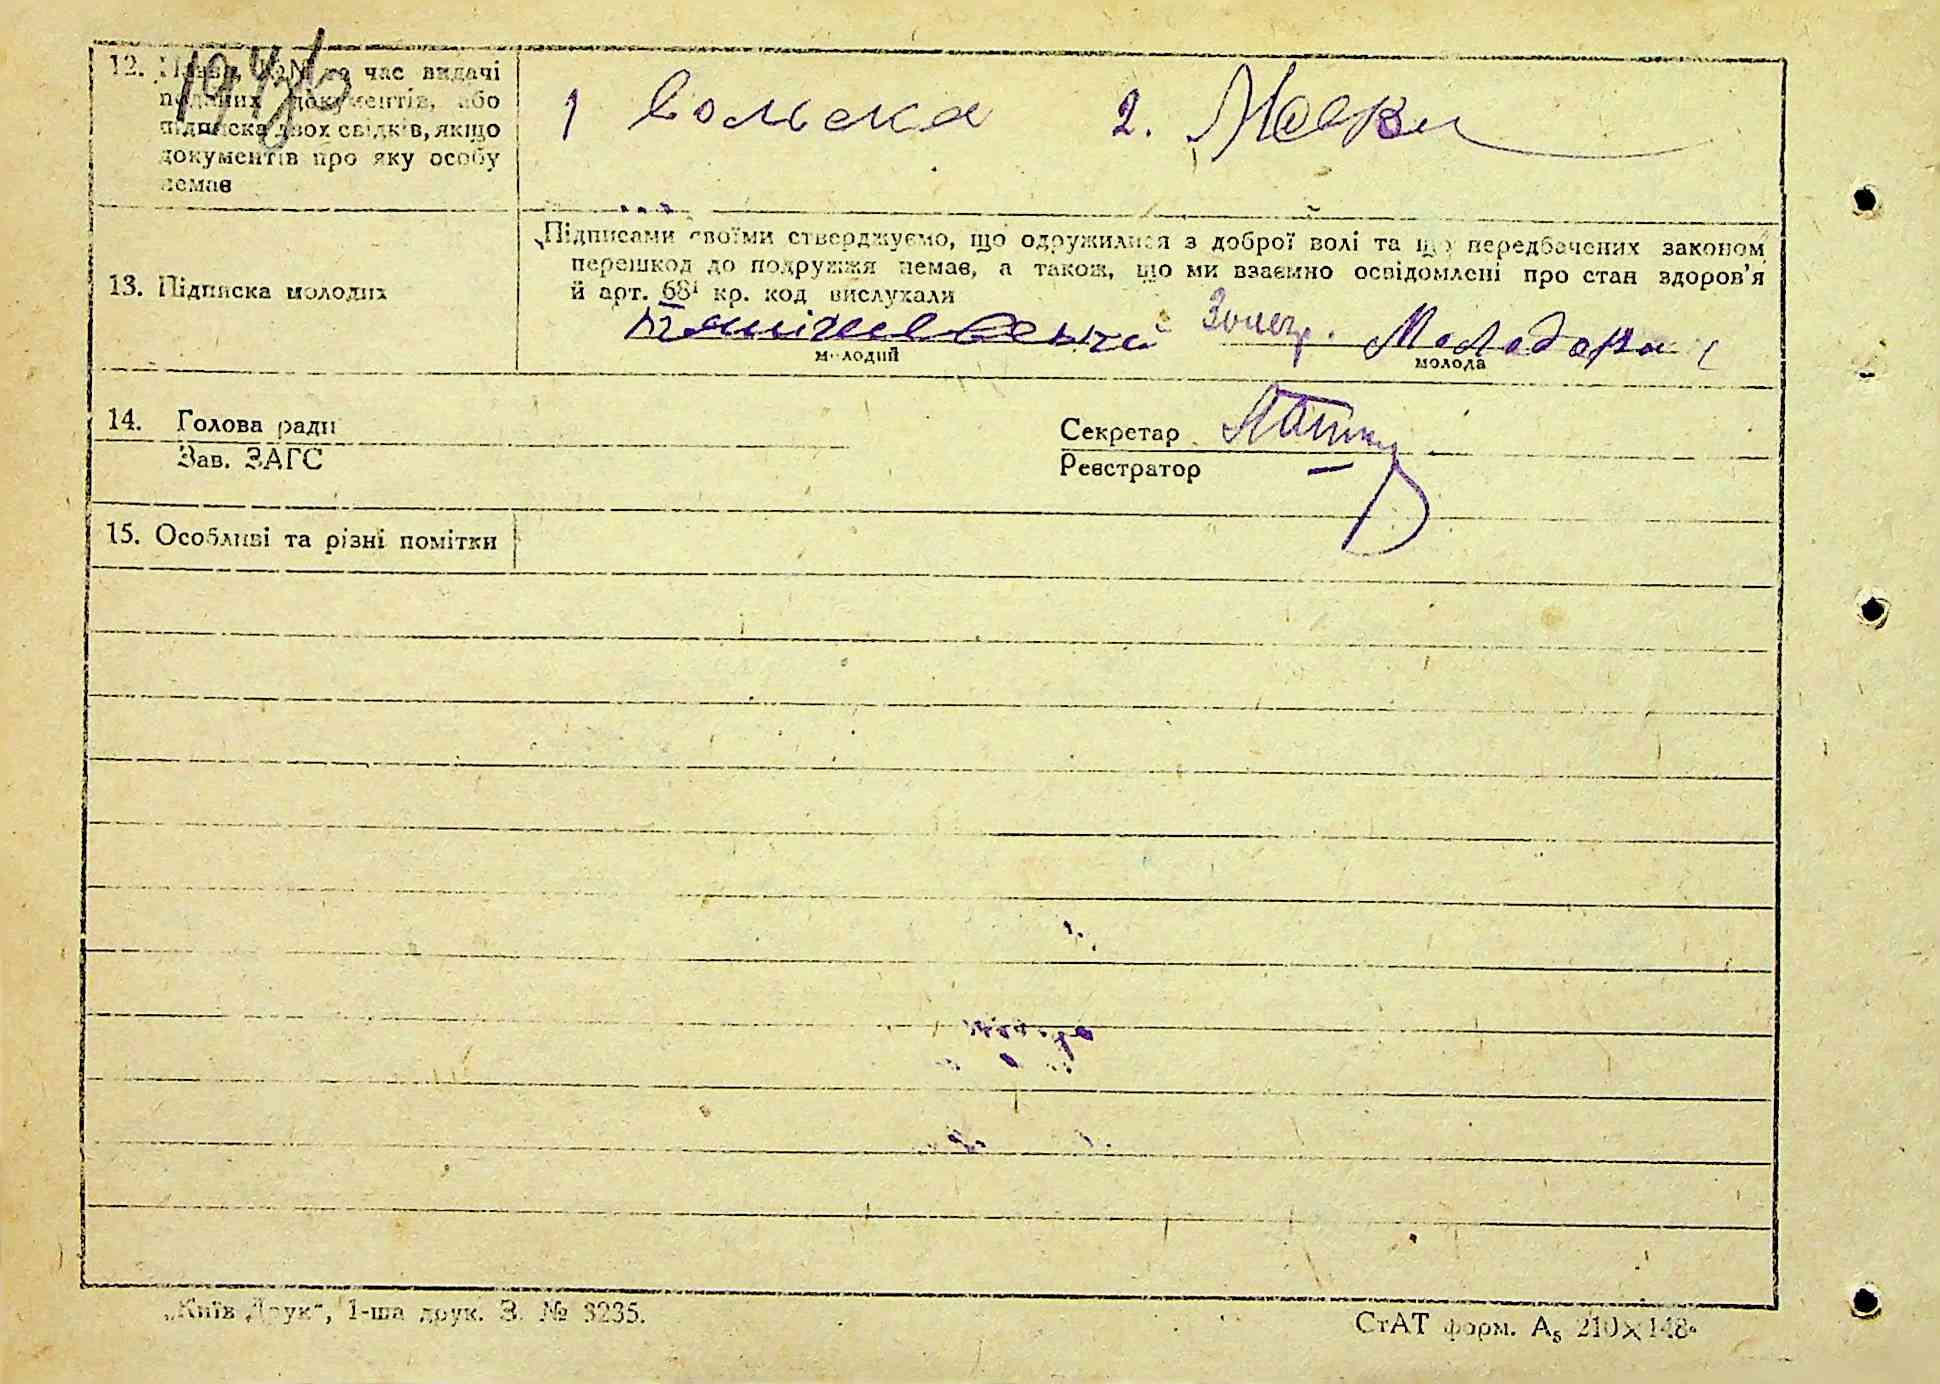 12. Назва, №№ та час видачі
поданих документів, або
підписка двох свідків, якщо
документів про яку особу
немає
1 Вольска 2.
13. Підписка молодих
Підписами своїми стверджуємо, що одружилися з доброї волі та що передбачених законом
перешкод до подружжя немає, а також, що ми взаємно освідомлені про стан здоров'я
й арт. 68¹ кр. код вислухали
молодий молода
14. Голова ради
Зав. ЗАГС
Секретар
Реєстратор
15. Особливі та різні помітки
„Київ Друк", 1-ша друк. З. № 3235.
СтАТ форм. А₅ 210×148.